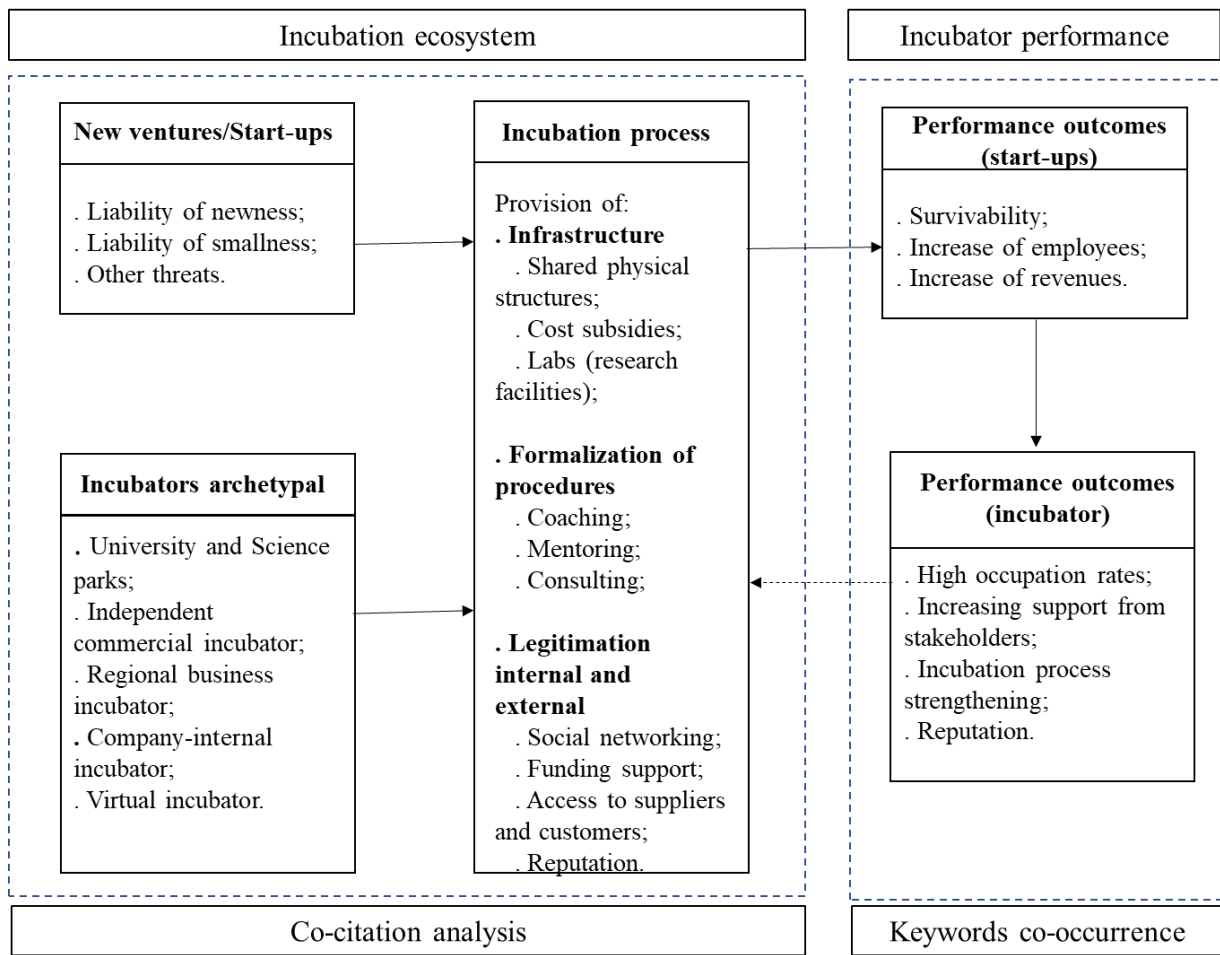 Incubation ecosystem
Incubator performance
New ventures/Start-ups
. Liability of newness;
. Liability of smallness;
. Other threats.
Incubators archetypal
. University and Science
parks;
. Independent
commercial incubator;
. Regional business
incubator;
. Company-internal
incubator;
. Virtual incubator.
Incubation process
Provision of:
. Infrastructure
. Shared physical
structures;
. Cost subsidies;
. Labs (research
facilities);
. Formalization of
procedures
. Coaching;
. Mentoring;
. Consulting;
. Legitimation
internal and
external
. Social networking;
. Funding support;
. Access to suppliers
and customers;
. Reputation.
Performance outcomes
(start-ups)
. Survivability;
. Increase of employees;
. Increase of revenues.
Performance outcomes
(incubator)
. High occupation rates;
. Increasing support from
stakeholders;
. Incubation process
strengthening;
. Reputation.
Co-citation analysis
Keywords co-occurrence